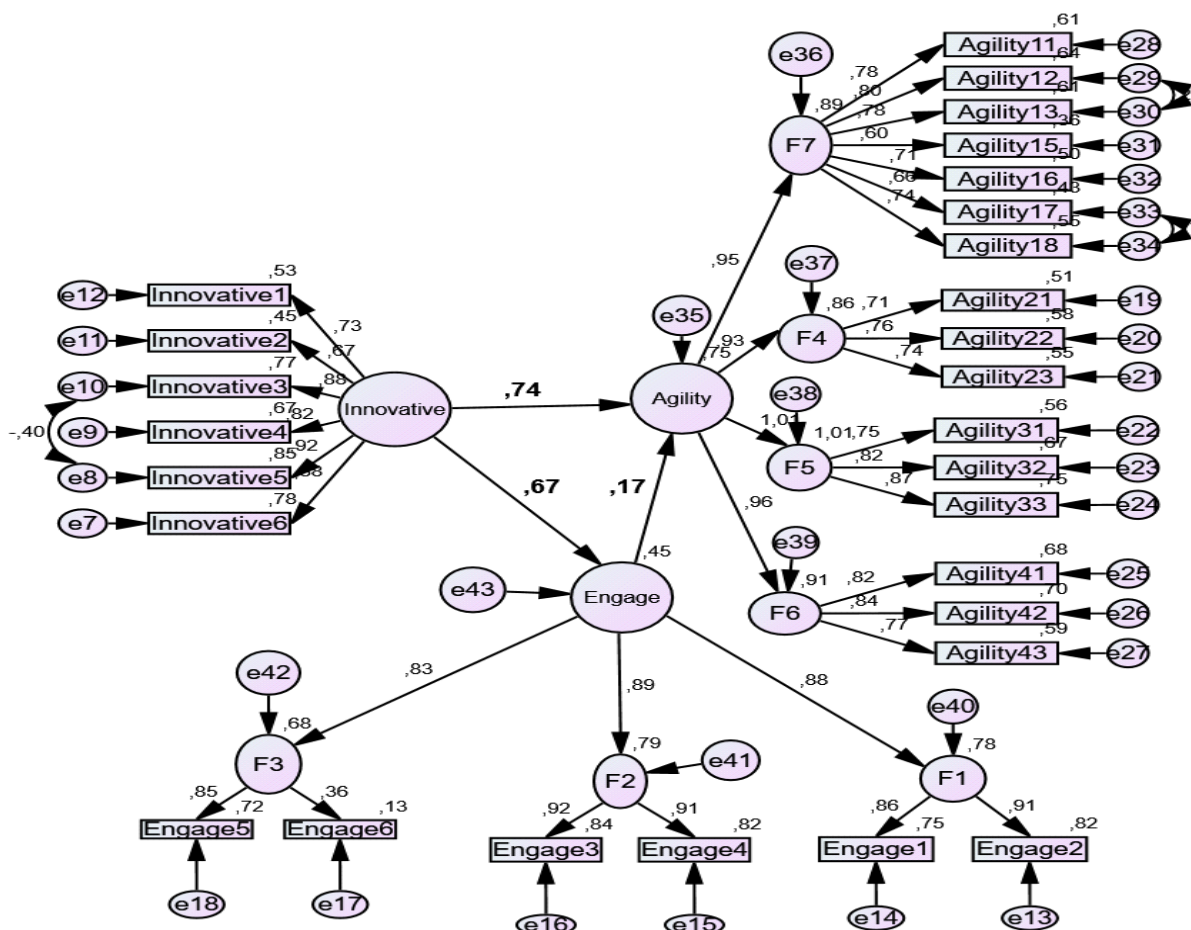 ,61
e36
Agility11
e28
,78
,64
Agility12
e29
,80
,61
,89
,78
Agility13
e30
,36
F7
,60
Agility15
e31
,50
,71
Agility16
e32
,66
,43
Agility17
e33
,74
,55
Agility18
e34
,95
e37
,53
,51
e12
Innovative1
,86
,71
Agility21
e19
e35
,58
,45
,73
,93
F4
,76
Agility22
e20
e11
Innovative2
,67
,75
,74
,55
,77
Agility23
e21
e10
Innovative3
,88
e38
,74
,67
,82
Innovative
Agility
,56
-,40
e9
Innovative4
1,01
1,01
,75
Agility31
e22
,85
,92
,67
F5
,82
Agility32
e23
e8
Innovative5
,75
,78
,87
Agility33
e24
e7
Innovative6
,67
,17
,96
e39
,68
,45
,91
,82
Agility41
e25
e43
Engage
,70
F6
,84
Agility42
e26
,59
,77
Agility43
e27
e42
,83
,89
,88
e40
,68
,79
,78
F3
e41
F2
F1
,85
,72
,36
,13
,92
,84
,91
,82
,86
,75
,91
,82
Engage5
Engage6
Engage3
Engage4
Engage1
Engage2
e18
e17
e16
e15
e14
e13